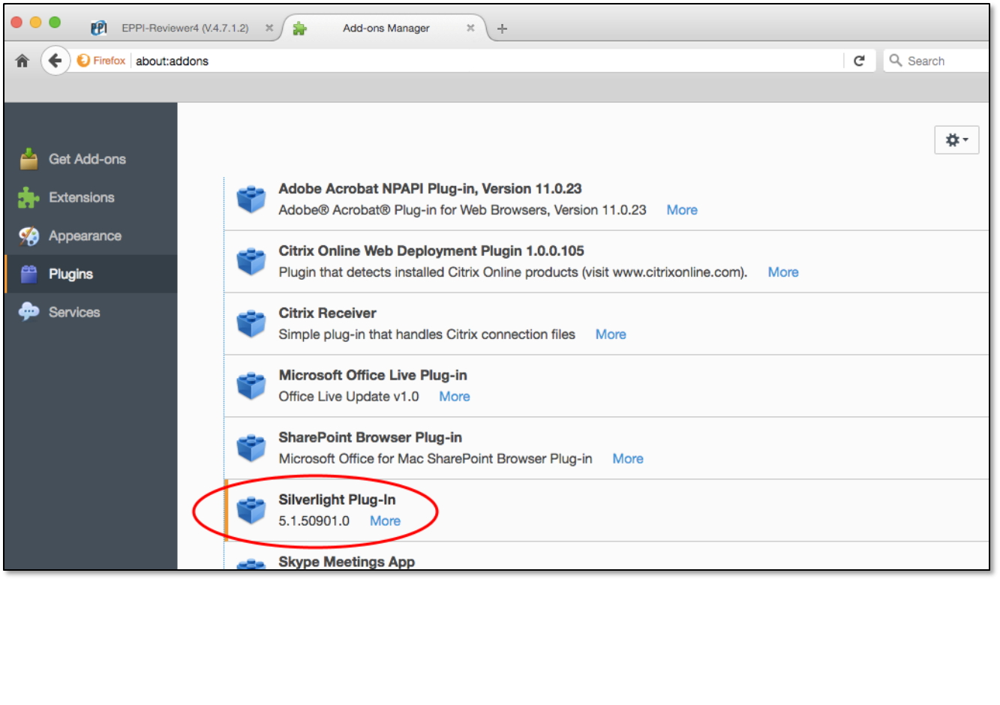 EPPI-Reviewer4 (V.4.7.1.2)
Add-ons Manager
Firefox about:addons
Search
Get Add-ons
Extensions
Appearance
Plugins
Services
Adobe Acrobat NPAPI Plug-in, Version 11.0.23
Adobe® Acrobat® Plug-in for Web Browsers, Version 11.0.23 More
Citrix Online Web Deployment Plugin 1.0.0.105
Plugin that detects installed Citrix Online products (visit www.citrixonline.com). More
Citrix Receiver
Simple plug-in that handles Citrix connection files More
Microsoft Office Live Plug-in
Office Live Update v1.0 More
SharePoint Browser Plug-in
Microsoft Office for Mac SharePoint Browser Plug-in More
Silverlight Plug-In
5.1.50901.0 More
Skype Meetings App